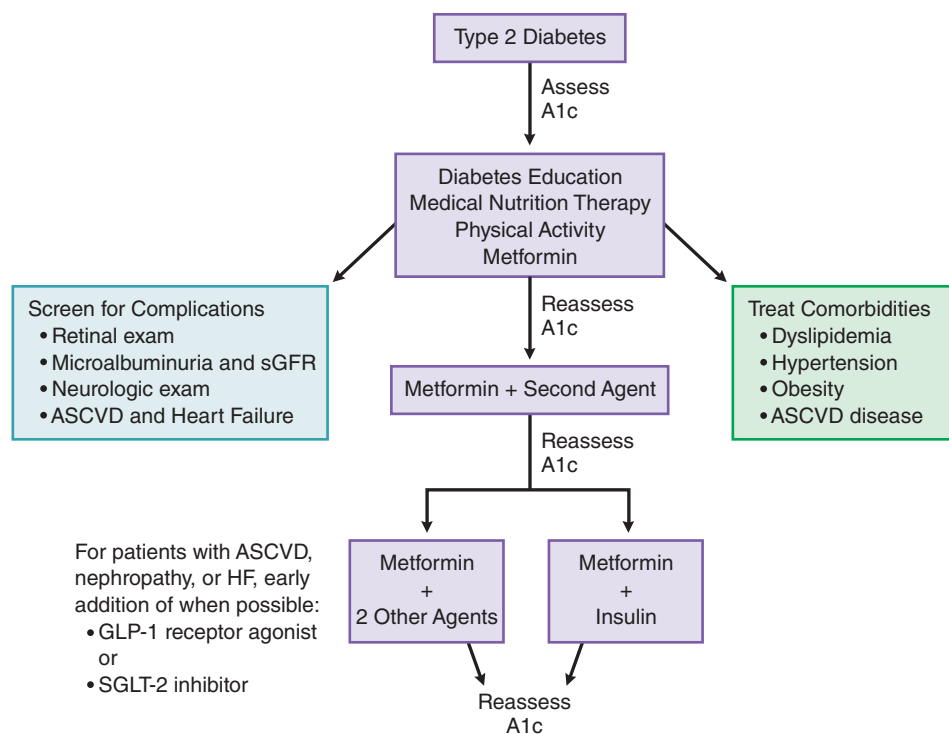 Type 2 Diabetes
Assess
A1c
Diabetes Education
Medical Nutrition Therapy
Physical Activity
Metformin
Screen for Complications
• Retinal exam
• Microalbuminuria and sGFR
• Neurologic exam
• ASCVD and Heart Failure
Reassess
A1c
Treat Comorbidities
• Dyslipidemia
• Hypertension
• Obesity
• ASCVD disease
Metformin + Second Agent
Reassess
A1c
For patients with ASCVD,
nephropathy, or HF, early
addition of when possible:
• GLP-1 receptor agonist
or
• SGLT-2 inhibitor
Metformin
+
2 Other Agents
Metformin
+
Insulin
Reassess
A1c